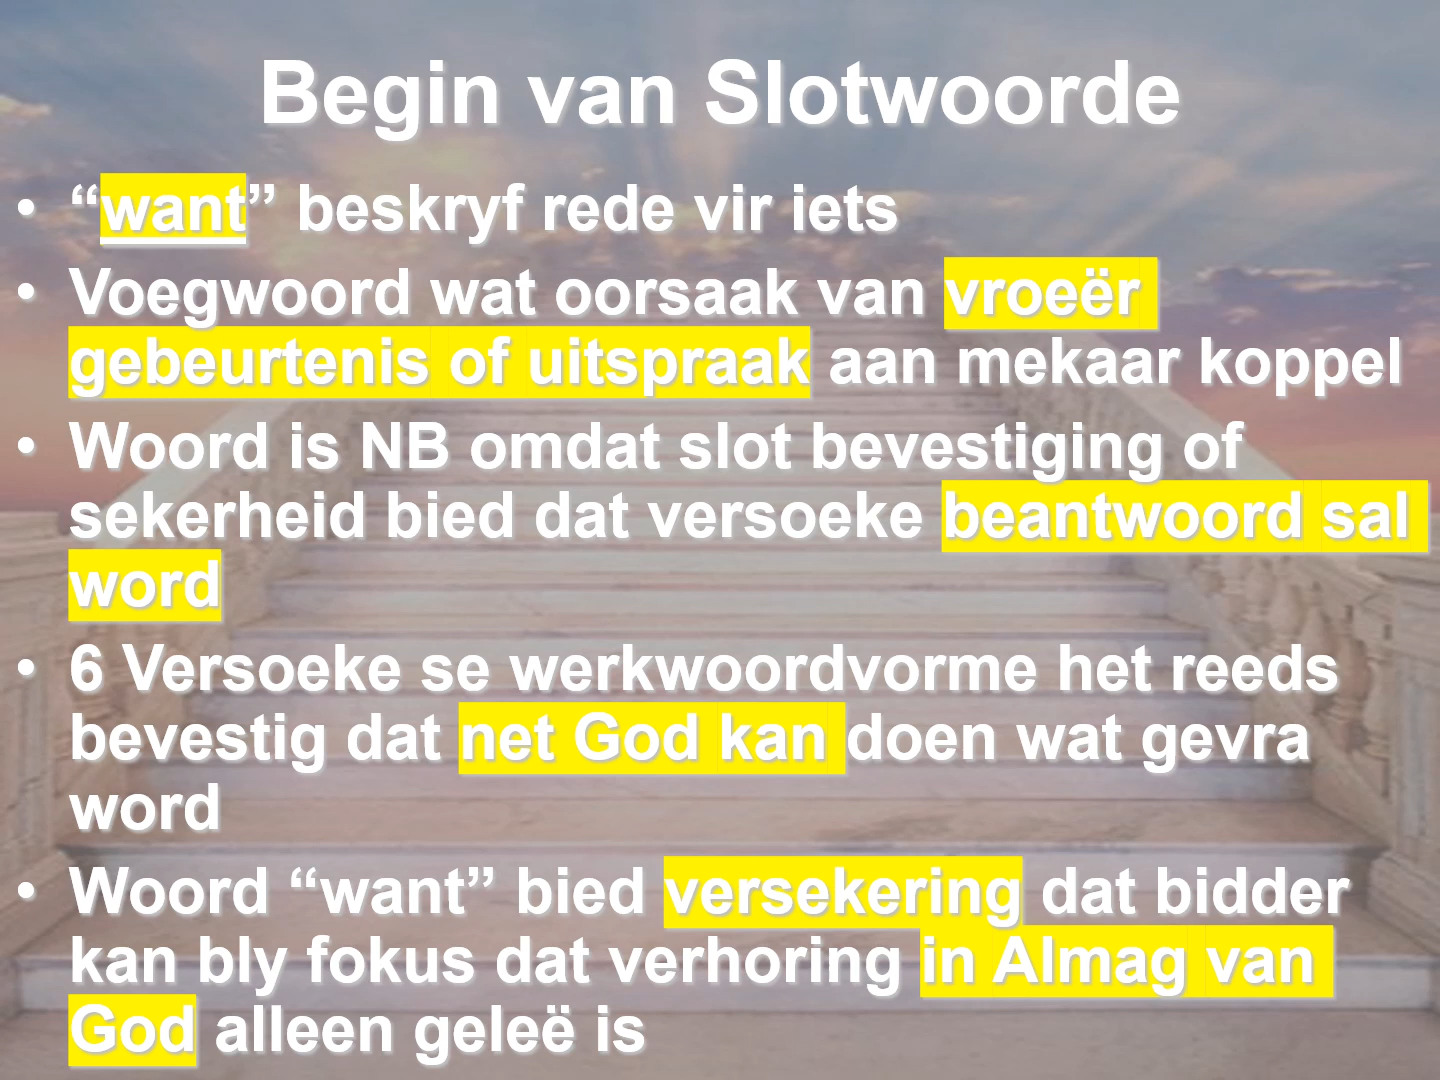 Begin van Slotwoorde
• “want” beskryf rede vir iets
• Voegwoord wat oorsaak van vroeër
gebeurtenis of uitspraak aan mekaar koppel
• Woord is NB omdat slot bevestiging of
sekerheid bied dat versoeke beantwoord sal
word
• 6 Versoeke se werkwoordvorme het reeds
bevestig dat net God kan doen wat gevra
word
• Woord “want” bied versekering dat bidder
kan bly fokus dat verhoring in Almag van
God alleen geleë is